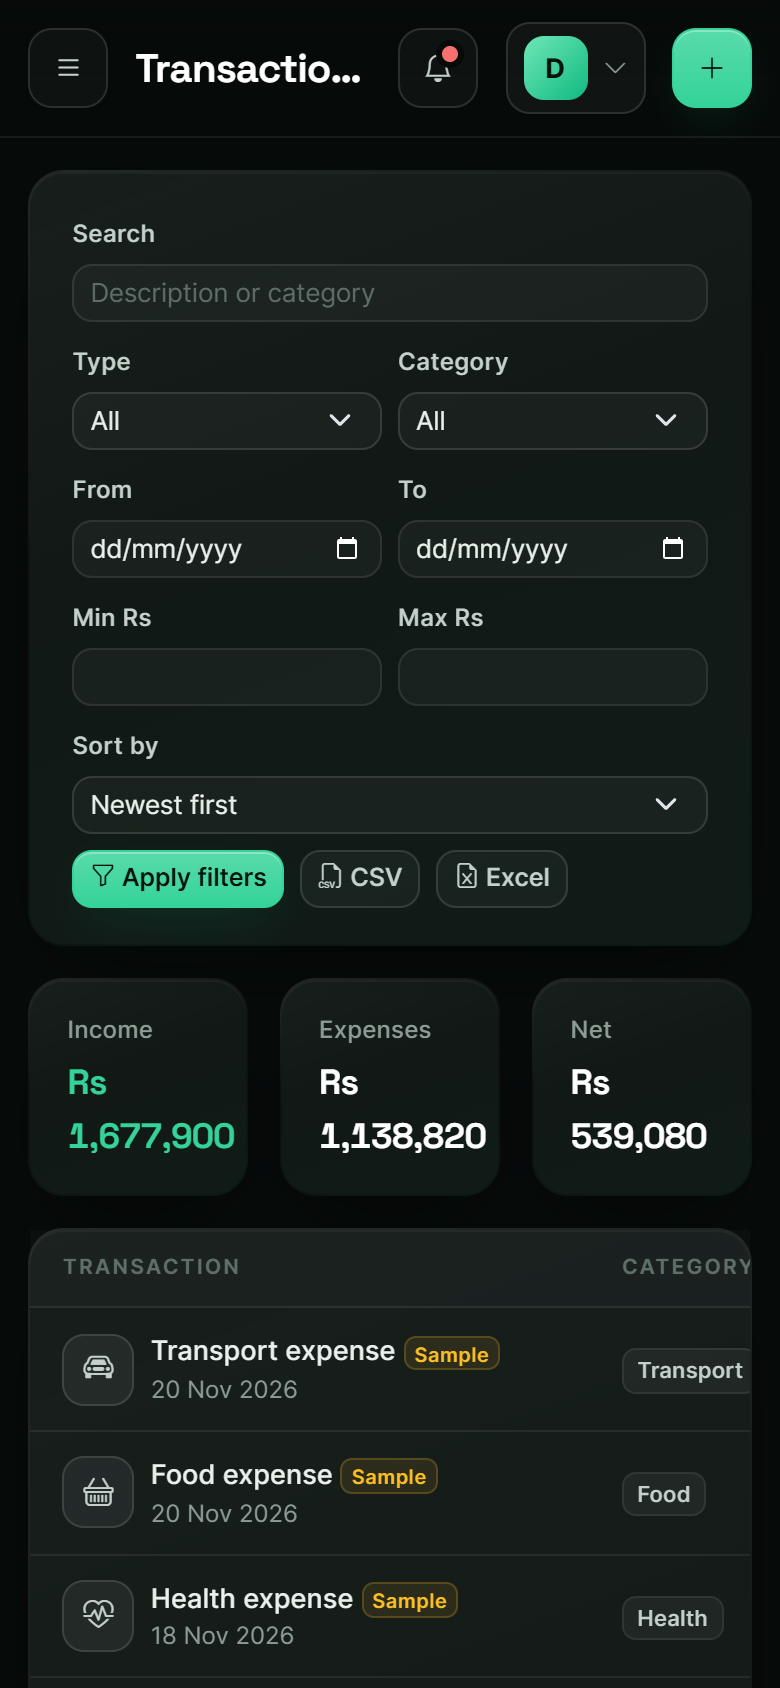 Transactio...
D
Search
Description or category
Type Category
All All
From To
dd/mm/yyyy dd/mm/yyyy
Min Rs Max Rs
Sort by
Newest first
Apply filters CSV Excel
Income Expenses Net
Rs Rs Rs
1,677,900 1,138,820 539,080
TRANSACTION CATEGORY
Transport expense Sample Transport
20 Nov 2026
Food expense Sample Food
20 Nov 2026
Health expense Sample Health
18 Nov 2026